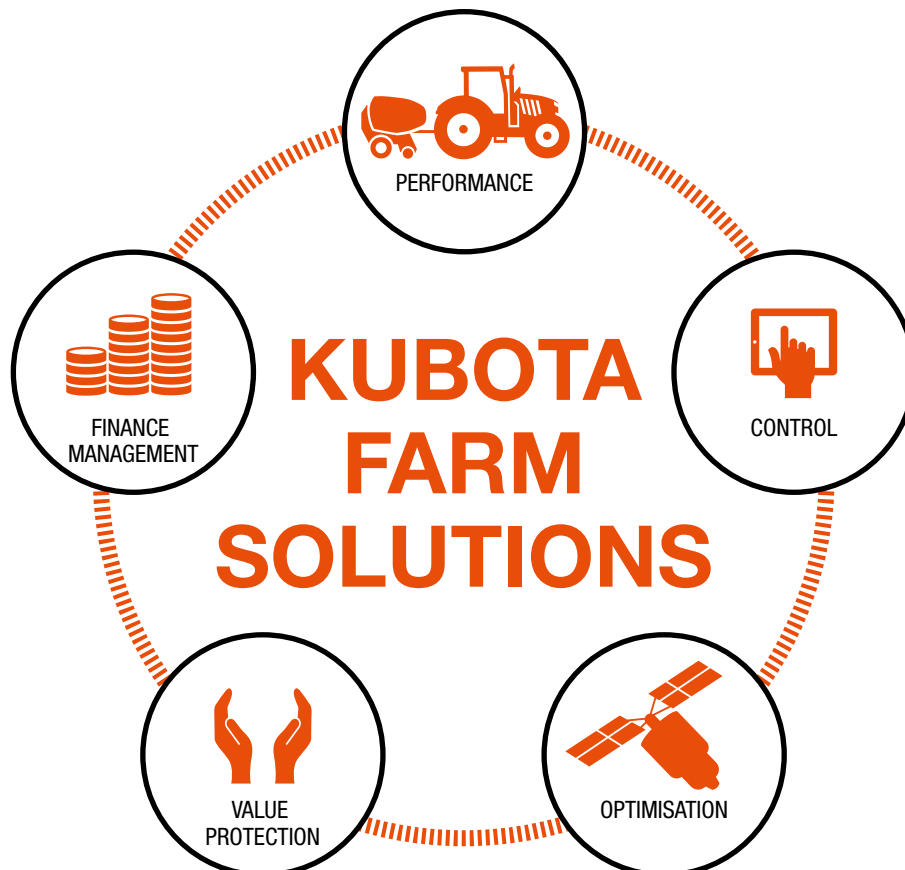 PERFORMANCE
KUBOTA
FARM
SOLUTIONS
CONTROL
OPTIMISATION
VALUE
PROTECTION
FINANCE
MANAGEMENT